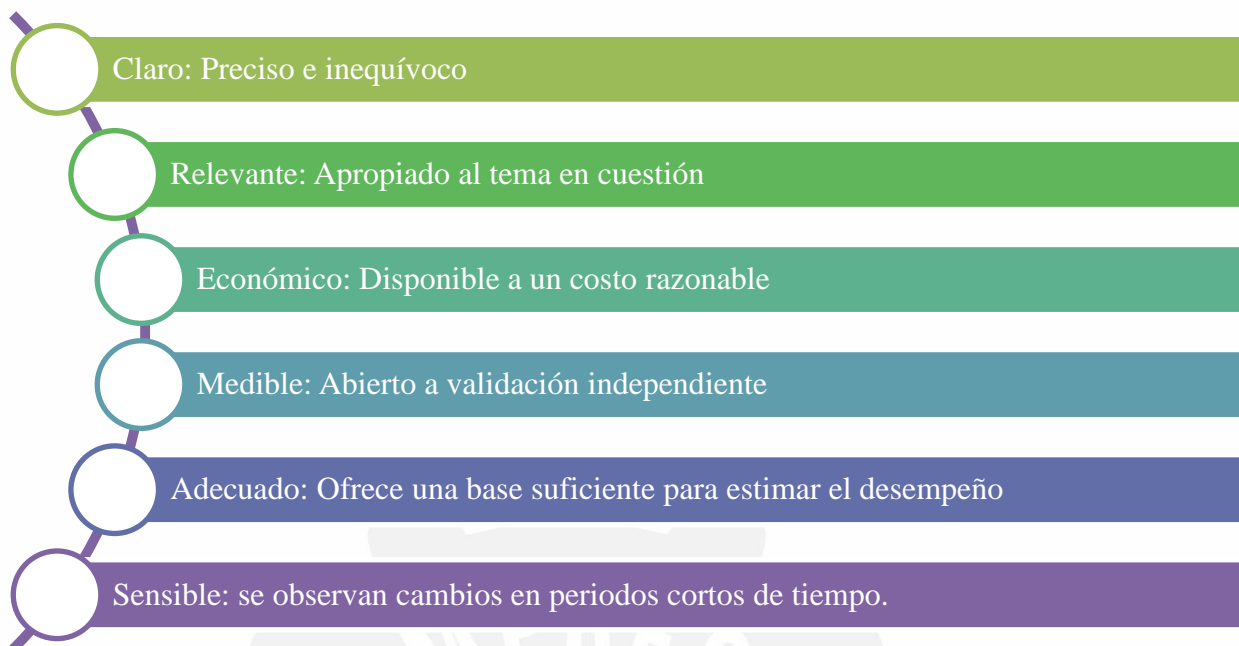 Claro: Preciso e inequívoco
Relevante: Apropiado al tema en cuestión
Económico: Disponible a un costo razonable
Medible: Abierto a validación independiente
Adecuado: Ofrece una base suficiente para estimar el desempeño
Sensible: se observan cambios en periodos cortos de tiempo.